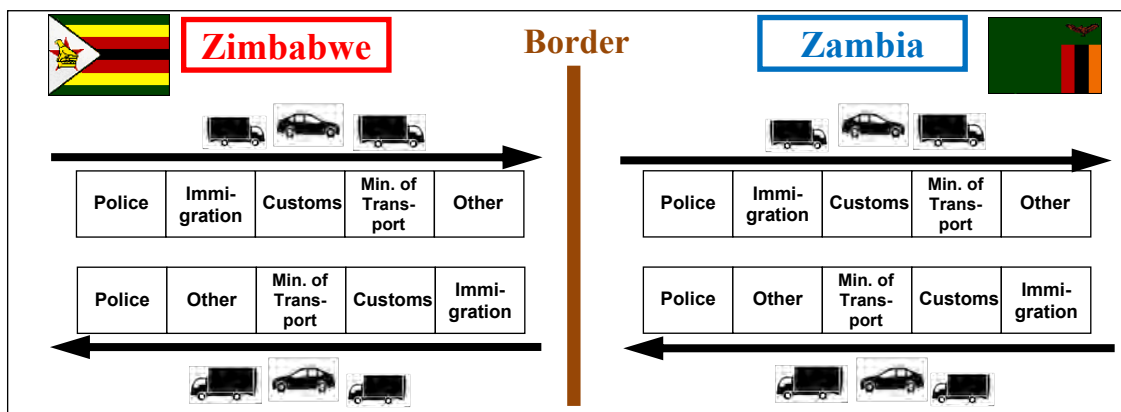 Zimbabwe
Border
Zambia
Police
Immi-
gration
Customs
Min. of
Trans-
port
Other
Police
Immi-
gration
Customs
Min. of
Trans-
port
Other
Police
Other
Min. of
Trans-
port
Customs
Immi-
gration
Police
Other
Min. of
Trans-
port
Customs
Immi-
gration